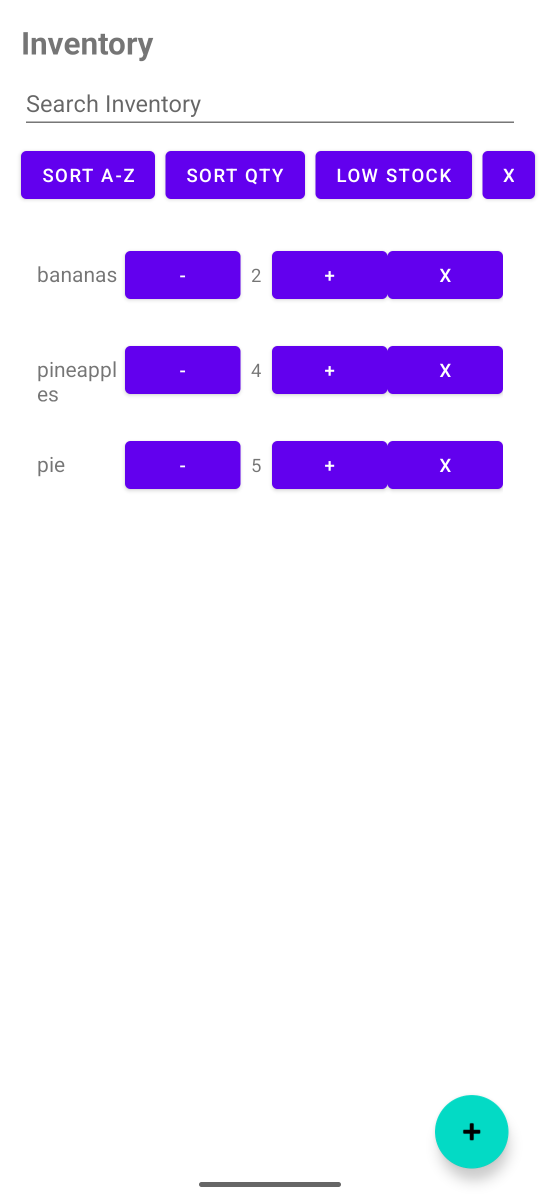 Inventory
Search Inventory
SORT A-Z SORT QTY LOW STOCK X
bananas - 2 + X
pineappl - 4 + X
es
pie - 5 + X
+